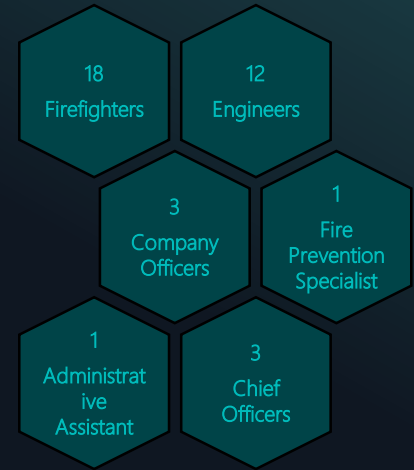 18
Firefighters
12
Engineers
3
Company
Officers
1
Fire
Prevention
Specialist
1
Administrat
ive
Assistant
3
Chief
Officers